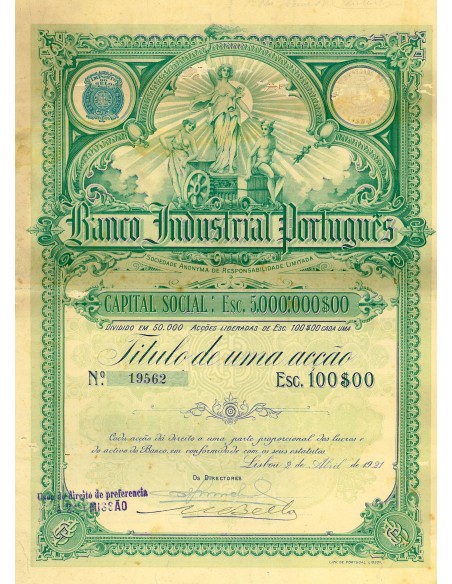 Banco Industrial Português
SOCIEDADE ANONYMA DE RESPONSABILIDADE LIMITADA
CAPITAL SOCIAL: ESC. 5.000:000$00
DIVIDIDO EM 50.000 ACÇÕES LIBERADAS DE ESC. 100$00 CADA UMA
Titulo de uma acção
Nº 19562 ESC. 100$00
Cada acção dá direito a uma parte proporcional dos lucros e
do activo do Banco, em conformidade com os seus estatutos
Lisboa 2 de Abril de 1921
OS DIRECTORES
Usou do direito de preferencia
MISSÃO